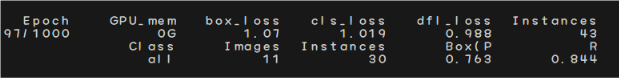 Epoch GPU_mem box_loss cls_loss dfl_loss Instances
97/1000 0G 1.07 1.019 0.988 43
Class Images Instances Box(P R
all 11 30 0.763 0.844